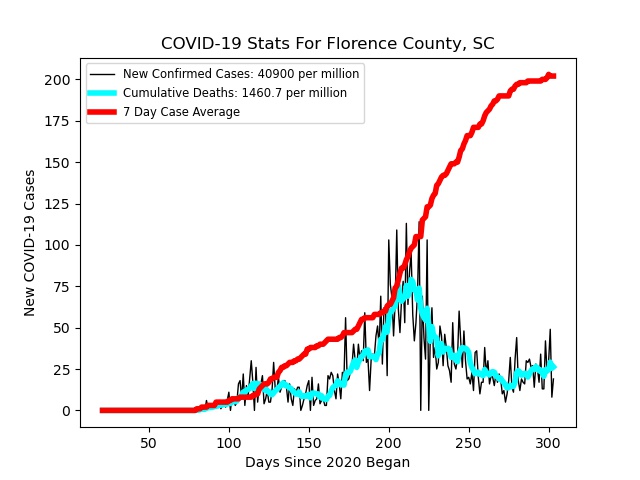 COVID-19 Stats For Florence County, SC
New Confirmed Cases: 40900 per million
Cumulative Deaths: 1460.7 per million
7 Day Case Average
New COVID-19 Cases
200
175
150
125
100
75
50
25
0
50 100 150 200 250 300
Days Since 2020 Began